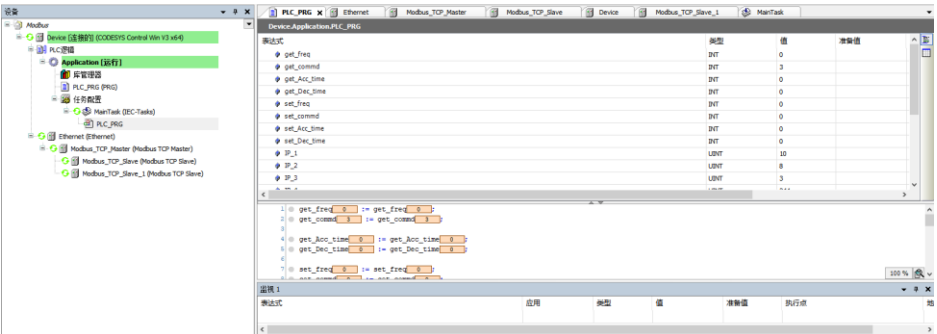 设备
Modbus
Device [连接的] (CODESYS Control Win V3 x64)
PLC逻辑
Application [运行]
库管理器
PLC_PRG (PRG)
任务配置
MainTask (IEC-Tasks)
PLC_PRG
Ethernet (Ethernet)
Modbus_TCP_Master (Modbus TCP Master)
Modbus_TCP_Slave (Modbus TCP Slave)
Modbus_TCP_Slave_1 (Modbus TCP Slave)
PLC_PRG Ethernet Modbus_TCP_Master Modbus_TCP_Slave Device Modbus_TCP_Slave_1 MainTask
Device.Application.PLC_PRG
表达式 类型 值 准备值
get_freq INT 0
get_commd INT 3
get_Acc_time INT 0
get_Dec_time INT 0
set_freq INT 0
set_commd INT 0
set_Acc_time INT 0
set_Dec_time INT 0
IP_1 UINT 10
IP_2 UINT 8
IP_3 UINT 3
1 get_freq 0 := get_freq 0 ;
2 get_commd 3 := get_commd 3 ;
3
4 get_Acc_time 0 := get_Acc_time 0 ;
5 get_Dec_time 0 := get_Dec_time 0 ;
6
7 set_freq 0 := set_freq 0 ;
100 %
监视 1
表达式 应用 类型 值 准备值 执行点 地